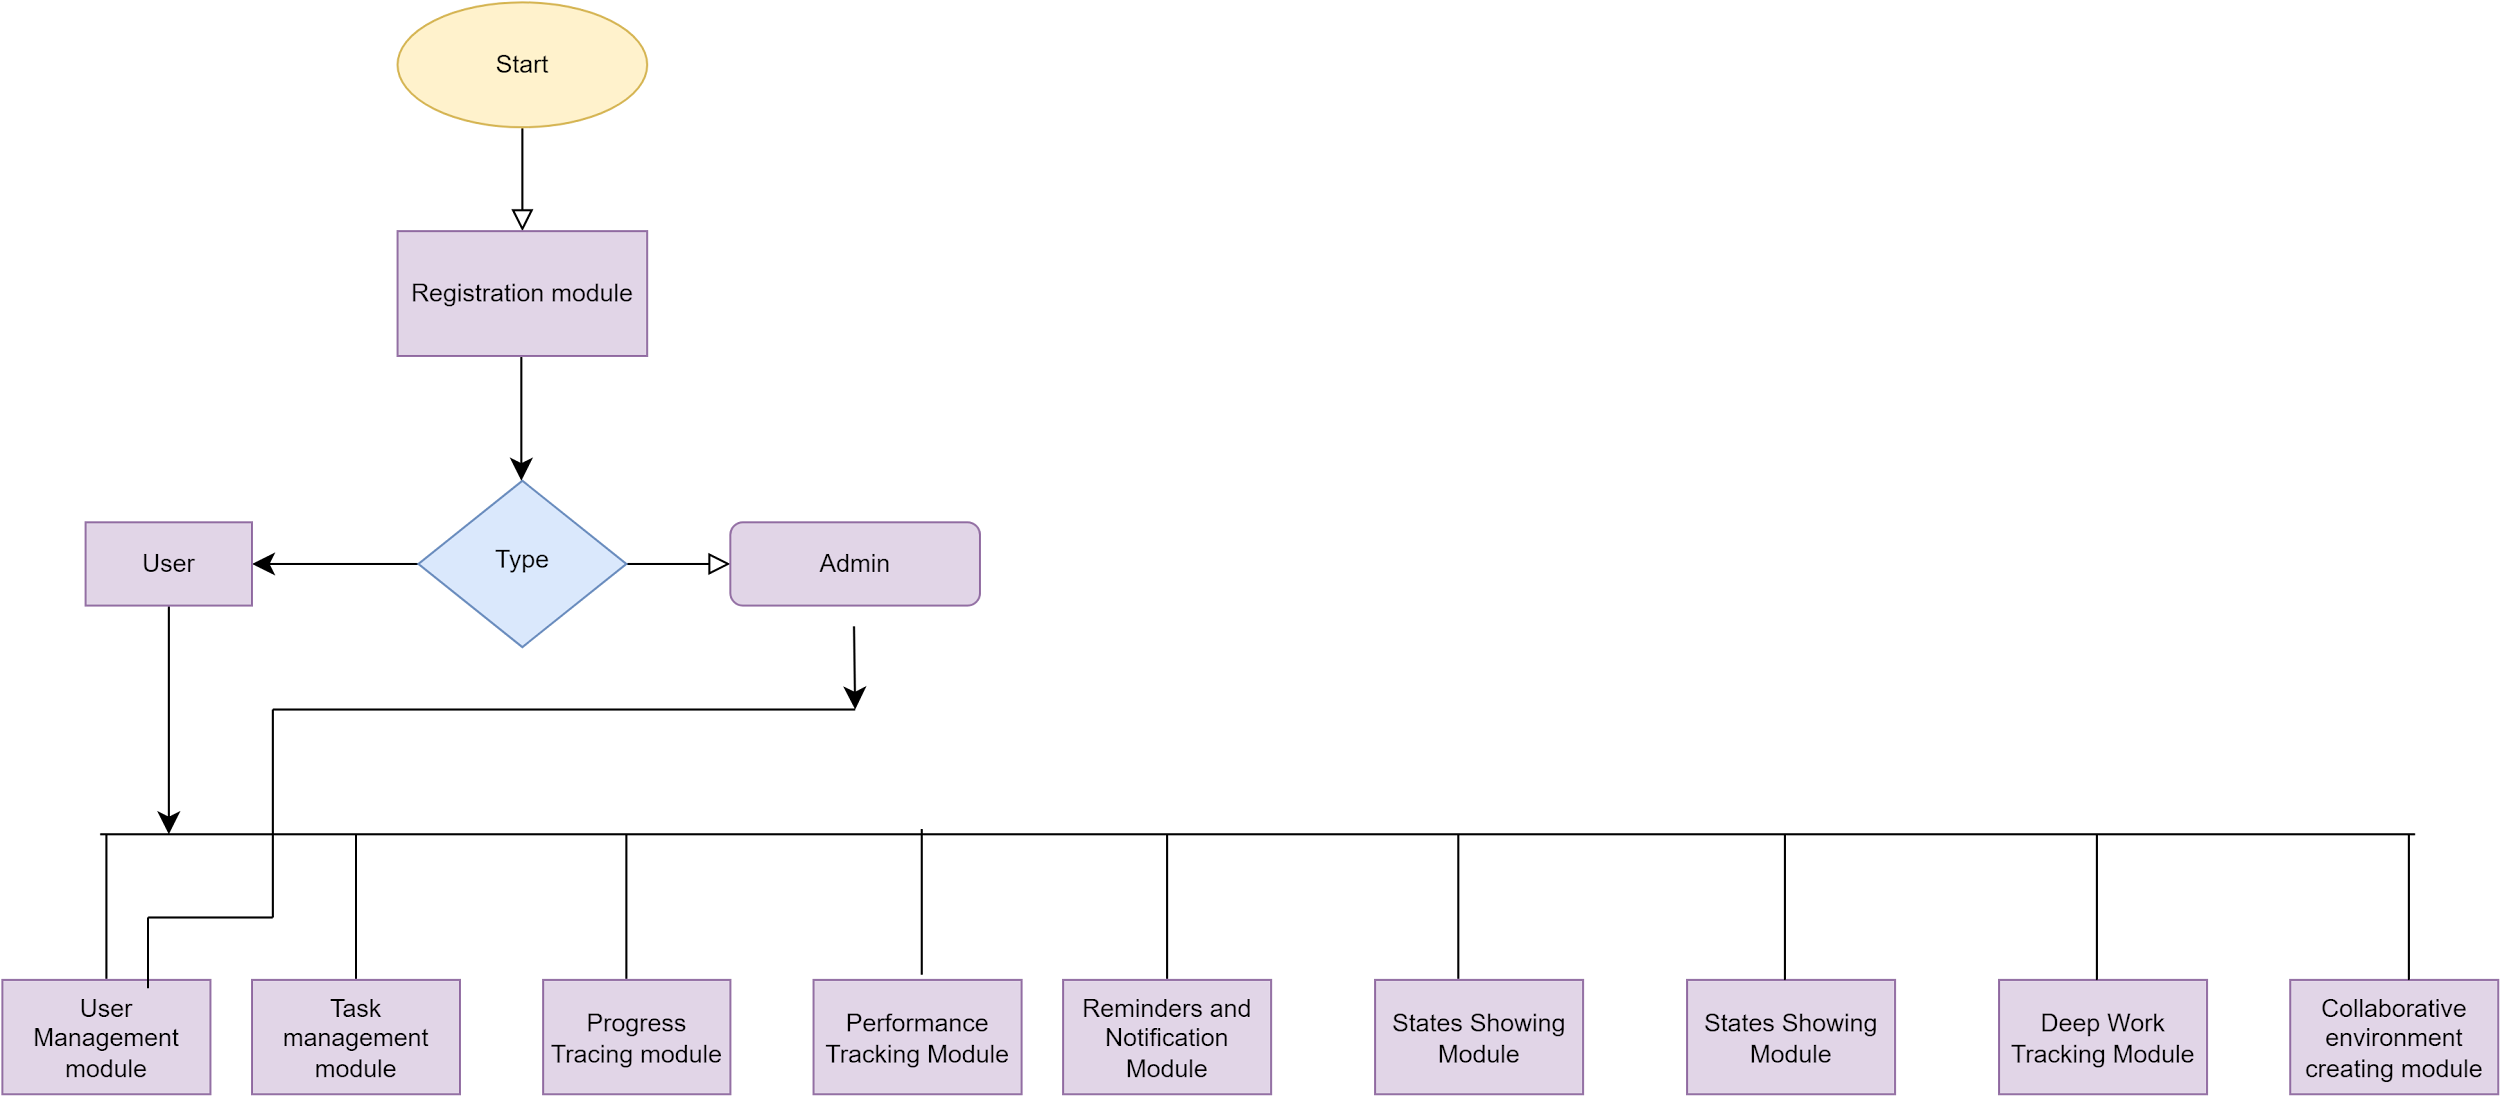 Start
Registration module
User
Type
Admin
User
Management
module
Task
management
module
Progress
Tracing module
Performance
Tracking Module
Reminders and
Notification
Module
States Showing
Module
States Showing
Module
Deep Work
Tracking Module
Collaborative
environment
creating module